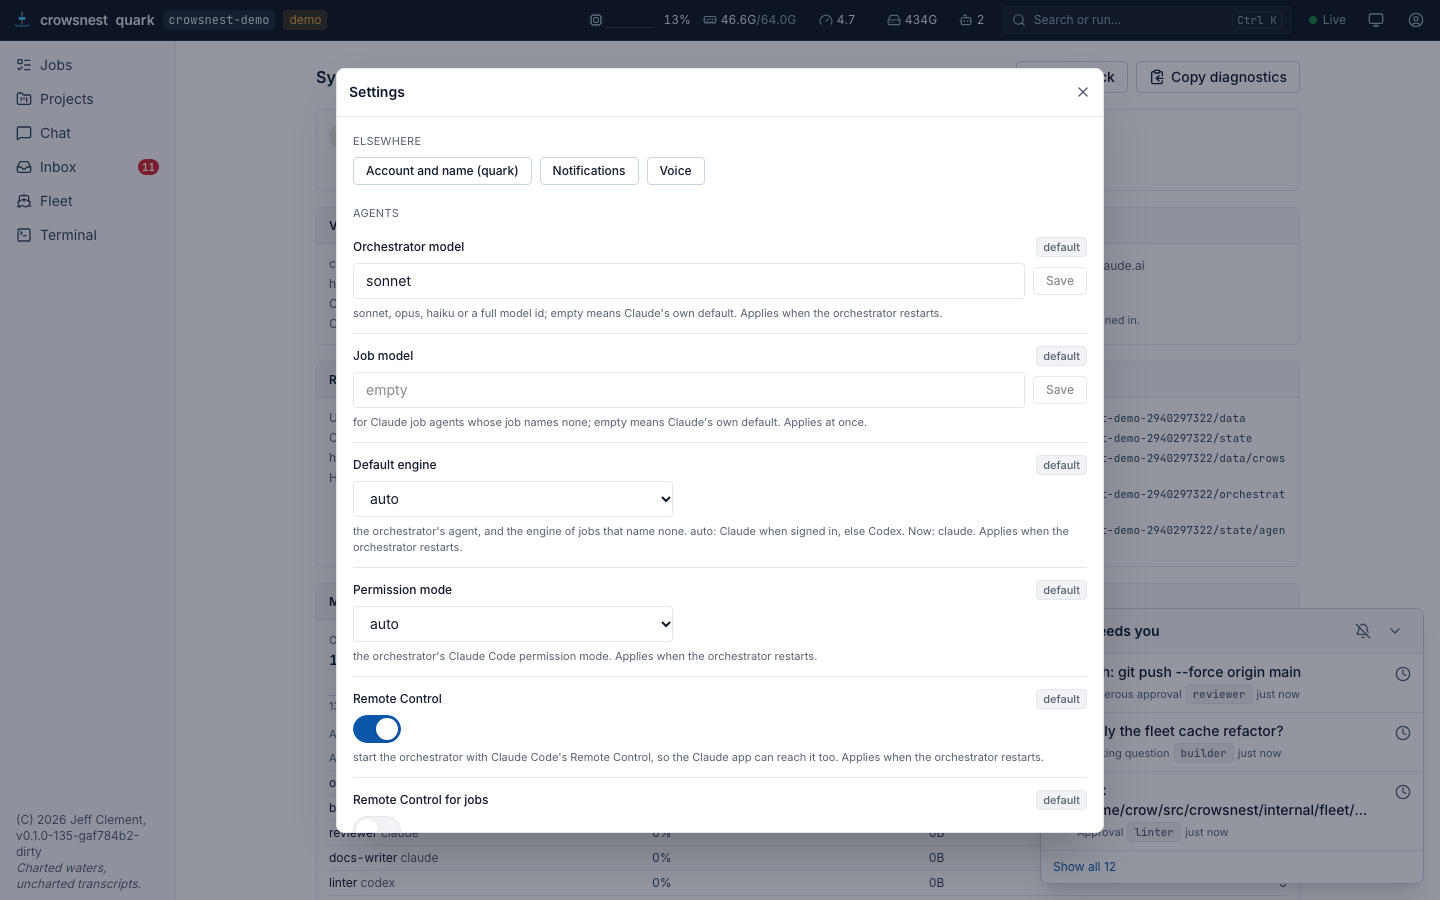 crowsnest quark crowsnest-demo demo 13% 46.6G/64.0G 4.7 434G 2 Search or run... Ctrl K Live
Jobs
Projects
Chat
Inbox 11
Fleet
Terminal
(C) 2026 Jeff Clement,
v0.1.0-135-gaf784b2-
dirty
Charted waters,
uncharted transcripts.
Copy diagnostics
Settings
ELSEWHERE
Account and name (quark) Notifications Voice
AGENTS
Orchestrator model default
sonnet Save
sonnet, opus, haiku or a full model id; empty means Claude's own default. Applies when the orchestrator restarts.
Job model default
empty Save
for Claude job agents whose job names none; empty means Claude's own default. Applies at once.
Default engine default
auto
the orchestrator's agent, and the engine of jobs that name none. auto: Claude when signed in, else Codex. Now: claude. Applies when the
orchestrator restarts.
Permission mode default
auto
the orchestrator's Claude Code permission mode. Applies when the orchestrator restarts.
Remote Control default
start the orchestrator with Claude Code's Remote Control, so the Claude app can reach it too. Applies when the orchestrator restarts.
Remote Control for jobs default
aude.ai
ned in.
t-demo-2940297322/data
t-demo-2940297322/state
t-demo-2940297322/data/crows
t-demo-2940297322/orchestrat
t-demo-2940297322/state/agen
eeds you
n: git push --force origin main
erous approval reviewer just now
ly the fleet cache refactor?
ing question builder just now
me/crow/src/crowsnest/internal/fleet/...
Approval linter just now
Show all 12
reviewer claude 0% 0B
docs-writer claude 0% 0B
linter codex 0% 0B